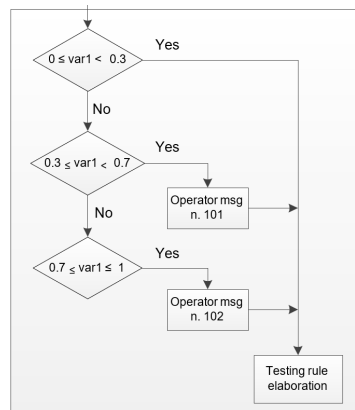 Yes
0 ≤ var1 < 0.3
No
Yes
0.3 ≤ var1 < 0.7
Operator msg
n. 101
No
Yes
0.7 ≤ var1 ≤ 1
Operator msg
n. 102
Testing rule
elaboration